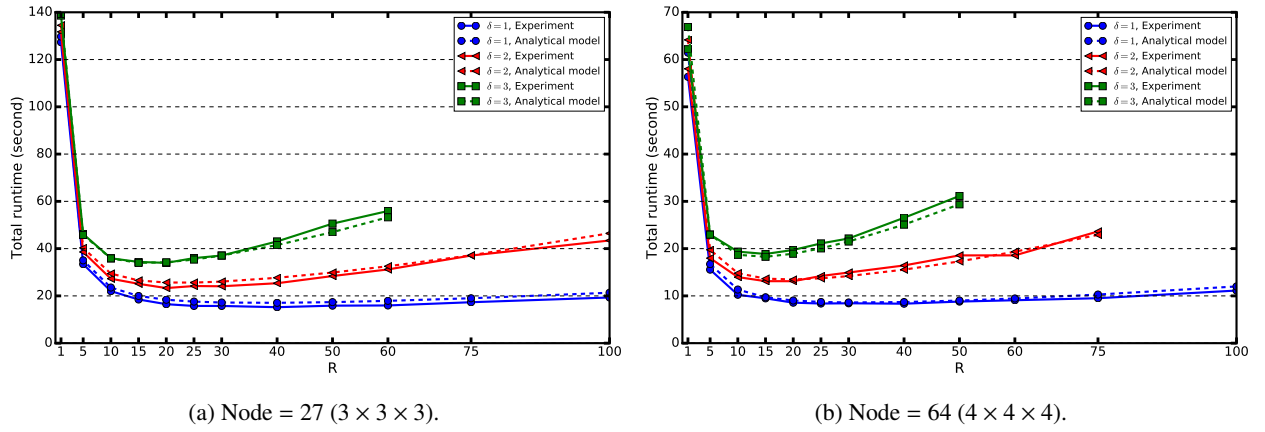 140
120
100
80
60
40
20
0
Total runtime (second)
1 5 10 15 20 25 30 40 50 60 75 100
R
δ=1, Experiment
δ=1, Analytical model
δ=2, Experiment
δ=2, Analytical model
δ=3, Experiment
δ=3, Analytical model
(a) Node = 27 (3 × 3 × 3).
70
60
50
40
30
20
10
0
Total runtime (second)
1 5 10 15 20 25 30 40 50 60 75 100
R
δ=1, Experiment
δ=1, Analytical model
δ=2, Experiment
δ=2, Analytical model
δ=3, Experiment
δ=3, Analytical model
(b) Node = 64 (4 × 4 × 4).